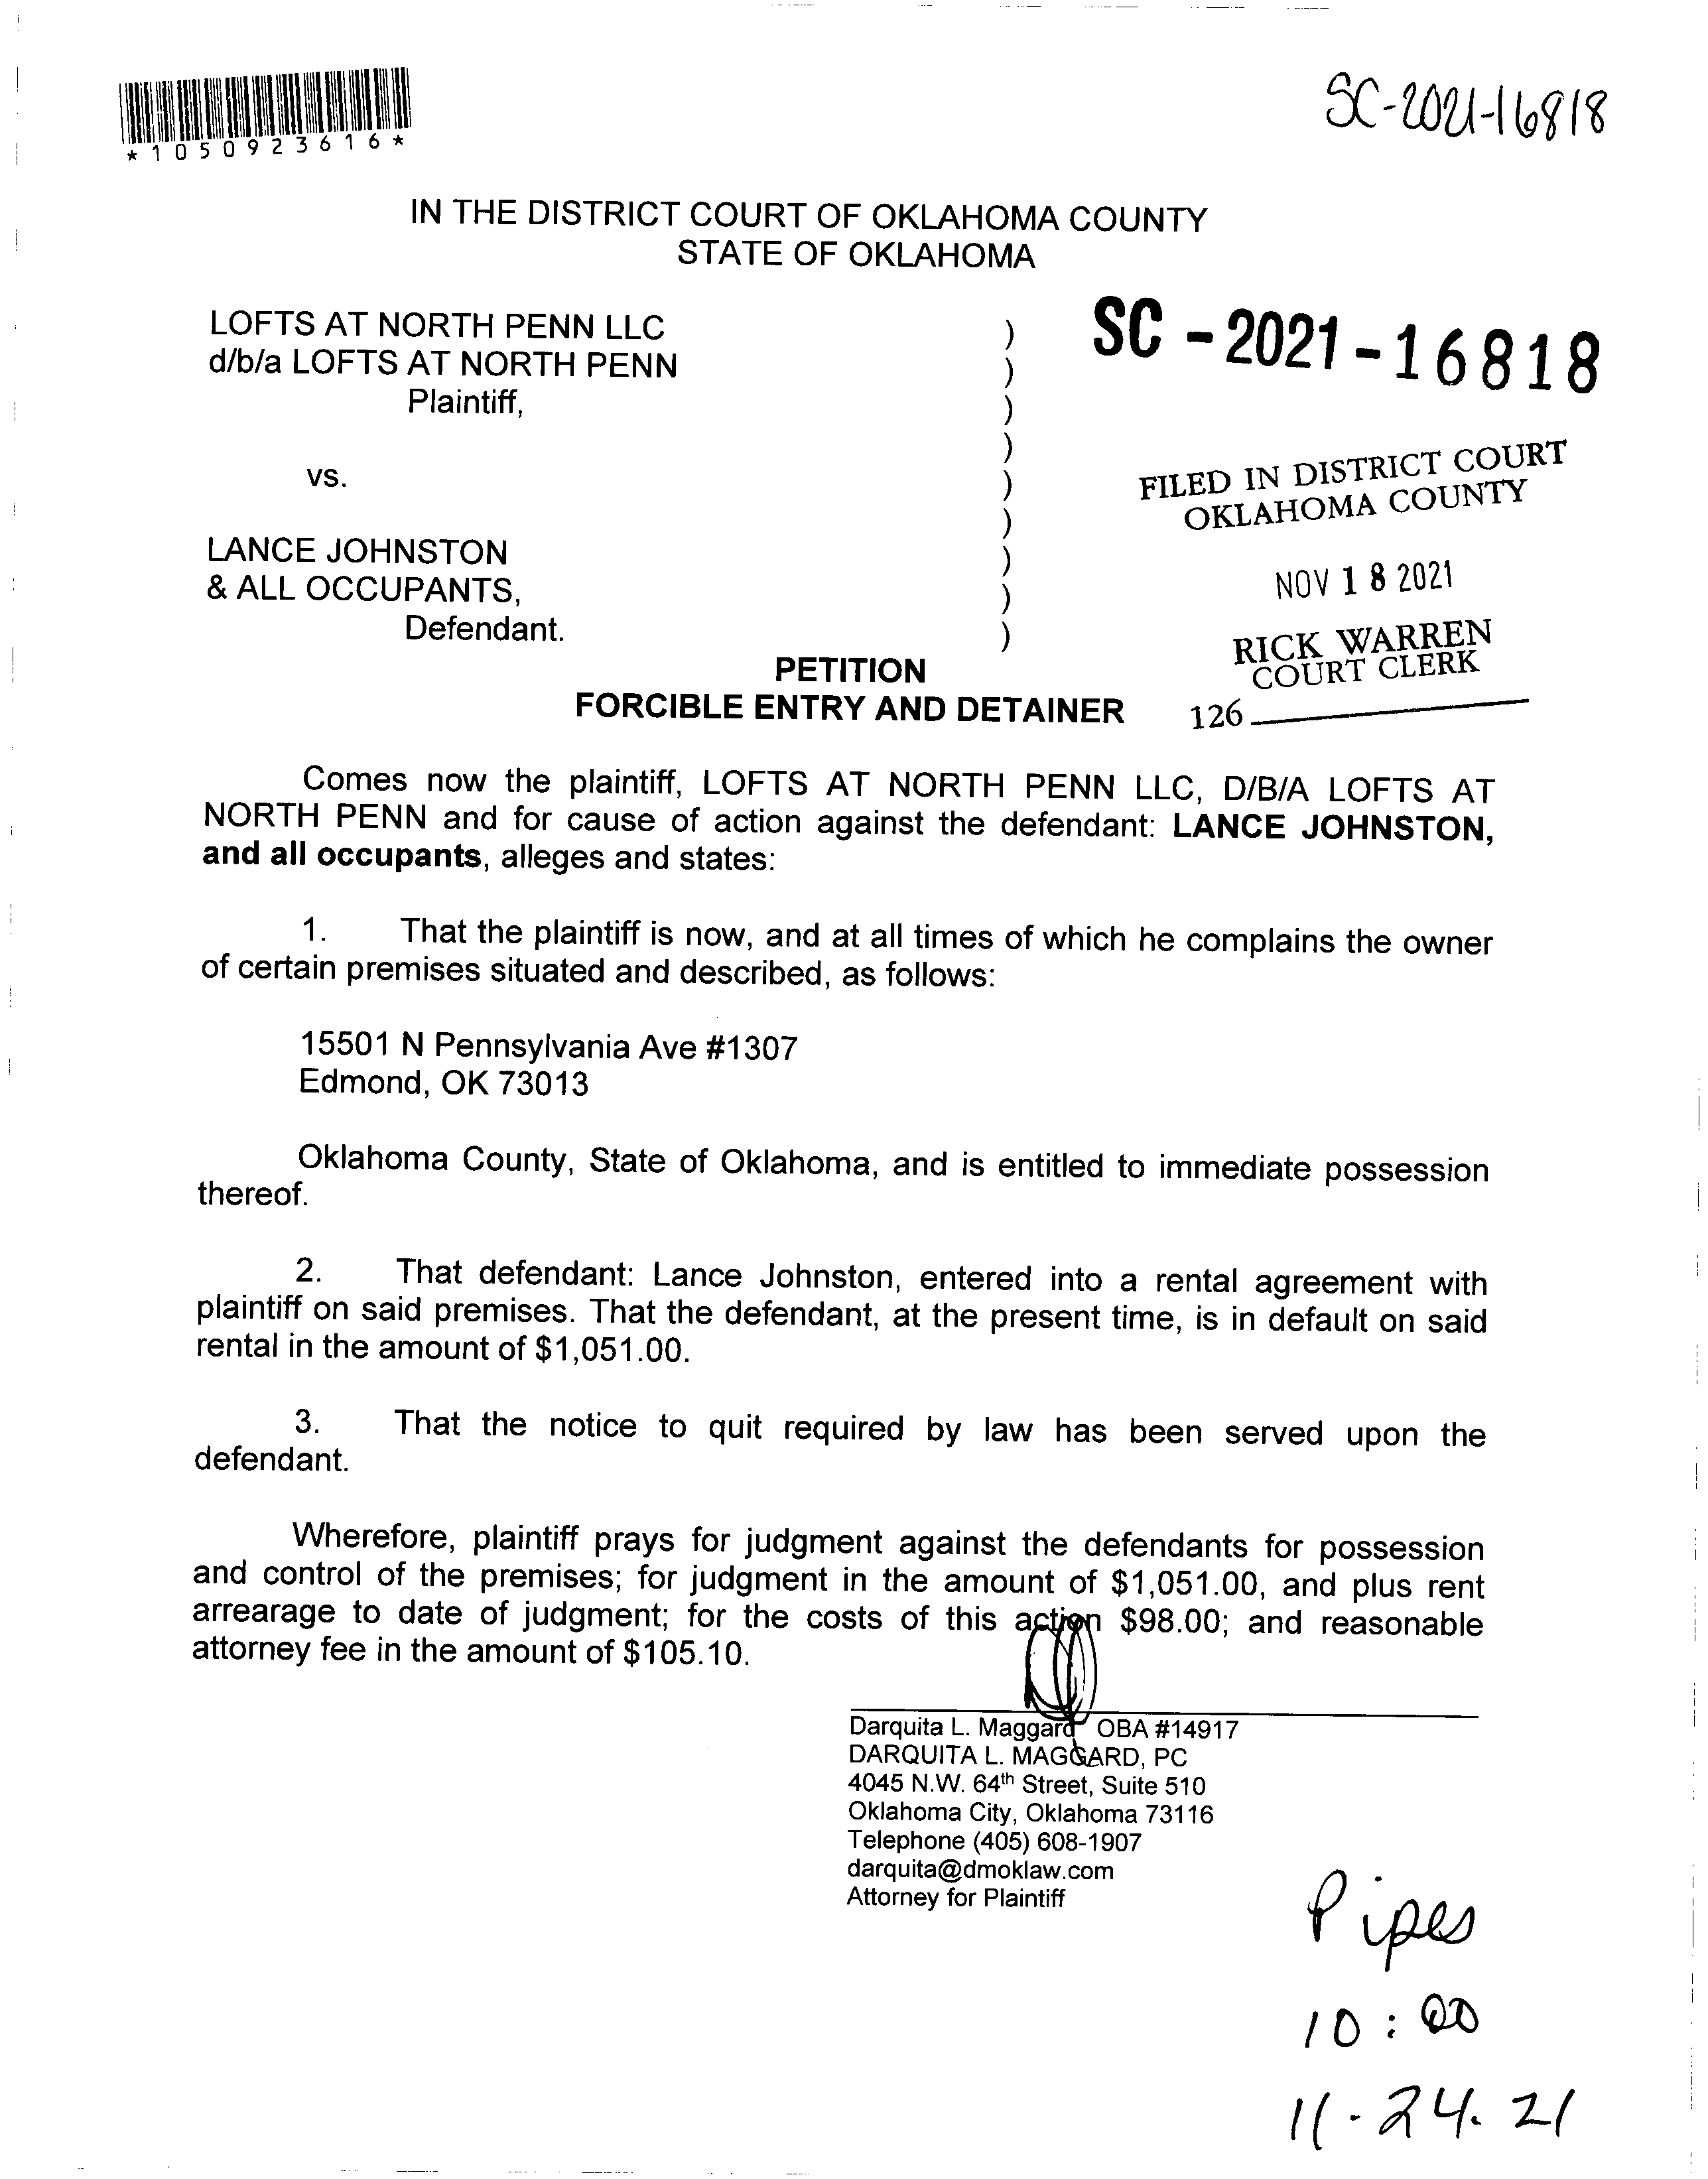 SC-2021-16818
*1050923616*
IN THE DISTRICT COURT OF OKLAHOMA COUNTY
STATE OF OKLAHOMA
LOFTS AT NORTH PENN LLC
d/b/a LOFTS AT NORTH PENN
Plaintiff,
vs.
LANCE JOHNSTON
& ALL OCCUPANTS,
Defendant.
)
)
)
)
)
)
)
)
)
SC - 2021 - 16818
FILED IN DISTRICT COURT
OKLAHOMA COUNTY
NOV 18 2021
RICK WARREN
COURT CLERK
126
PETITION
FORCIBLE ENTRY AND DETAINER
Comes now the plaintiff, LOFTS AT NORTH PENN LLC, D/B/A LOFTS AT
NORTH PENN and for cause of action against the defendant: LANCE JOHNSTON,
and all occupants, alleges and states:
1. That the plaintiff is now, and at all times of which he complains the owner
of certain premises situated and described, as follows:
15501 N Pennsylvania Ave #1307
Edmond, OK 73013
Oklahoma County, State of Oklahoma, and is entitled to immediate possession
thereof.
2. That defendant: Lance Johnston, entered into a rental agreement with
plaintiff on said premises. That the defendant, at the present time, is in default on said
rental in the amount of $1,051.00.
3. That the notice to quit required by law has been served upon the
defendant.
Wherefore, plaintiff prays for judgment against the defendants for possession
and control of the premises; for judgment in the amount of $1,051.00, and plus rent
arrearage to date of judgment; for the costs of this action $98.00; and reasonable
attorney fee in the amount of $105.10.
Darquita L. Maggard OBA #14917
DARQUITA L. MAGGARD, PC
4045 N.W. 64th Street, Suite 510
Oklahoma City, Oklahoma 73116
Telephone (405) 608-1907
darquita@dmoklaw.com
Attorney for Plaintiff
Pipes
10:00
11-24.21